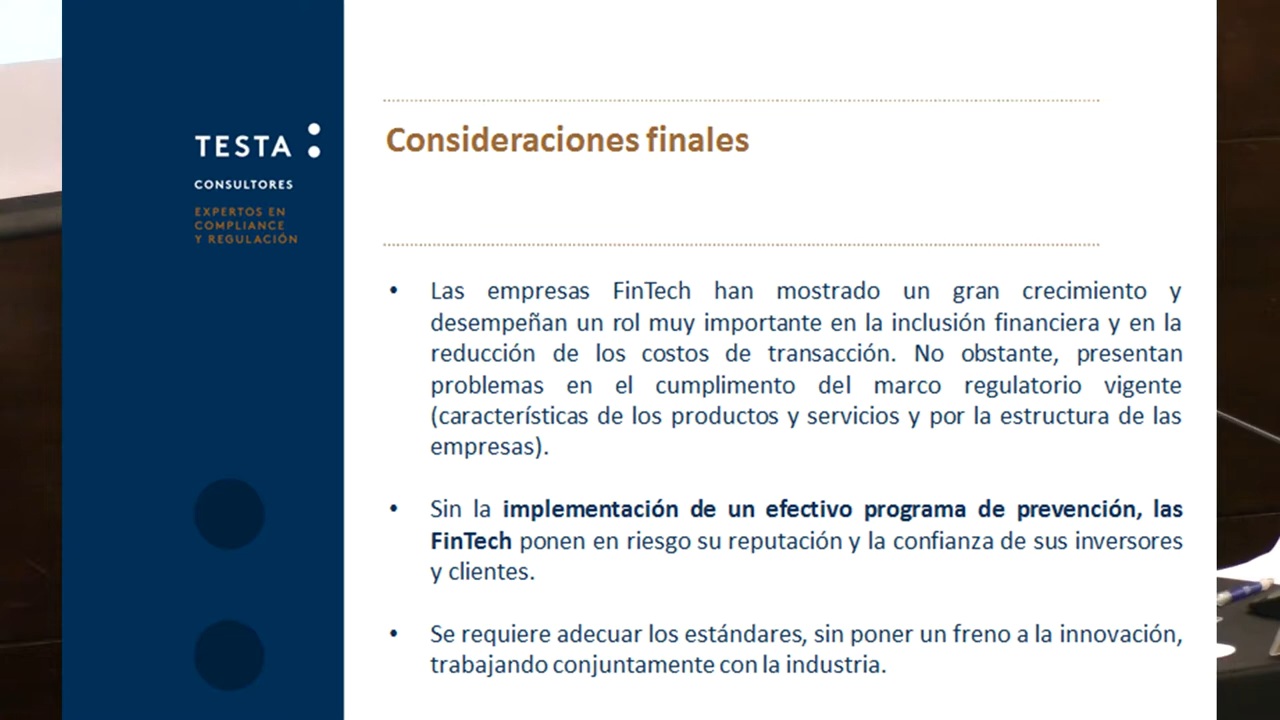 TESTA :
CONSULTORES
EXPERTOS EN
COMPLIANCE
Y REGULACIÓN
Consideraciones finales
• Las empresas FinTech han mostrado un gran crecimiento y
desempeñan un rol muy importante en la inclusión financiera y en la
reducción de los costos de transacción. No obstante, presentan
problemas en el cumplimento del marco regulatorio vigente
(características de los productos y servicios y por la estructura de las
empresas).
• Sin la implementación de un efectivo programa de prevención, las
FinTech ponen en riesgo su reputación y la confianza de sus inversores
y clientes.
• Se requiere adecuar los estándares, sin poner un freno a la innovación,
trabajando conjuntamente con la industria.